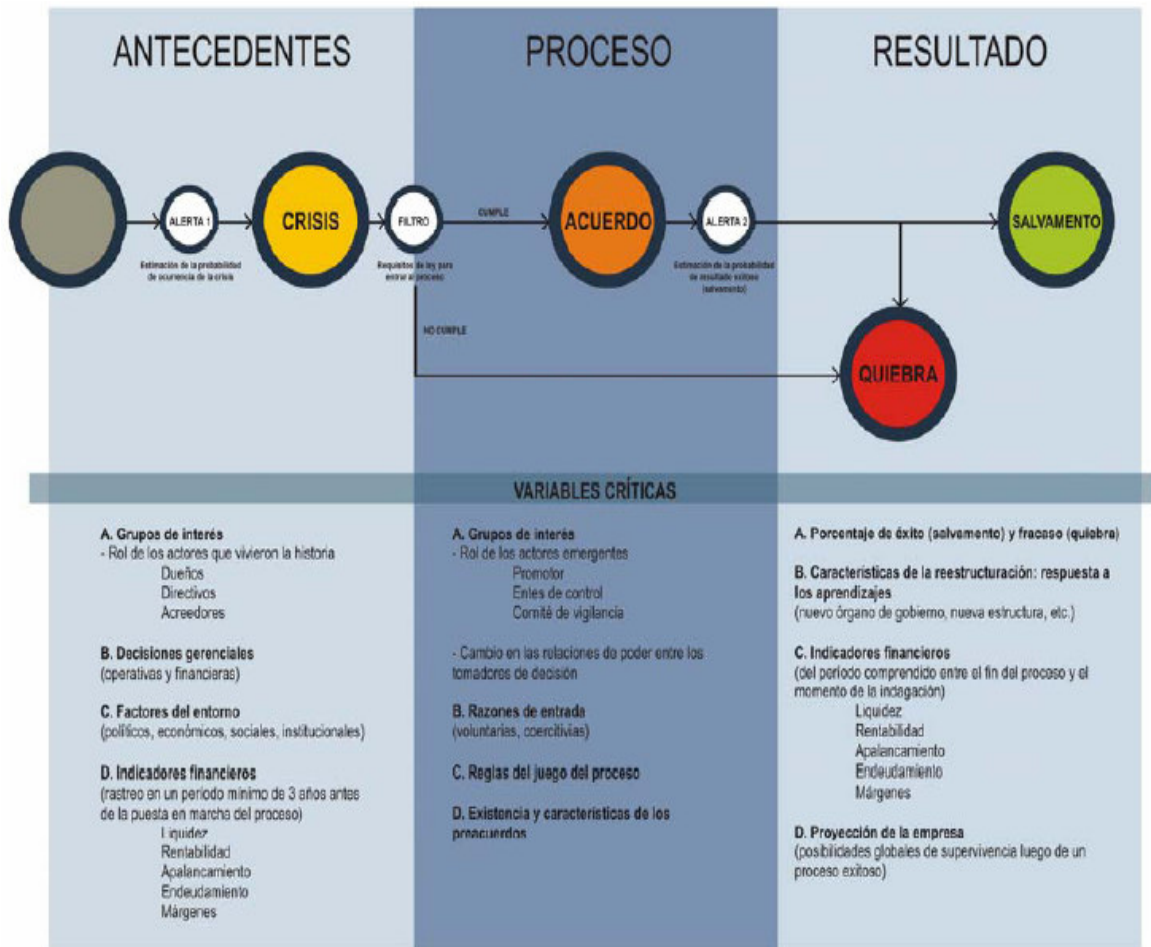 ANTECEDENTES
PROCESO
RESULTADO
ALERTA 1
Estimación de la probabilidad
de ocurrencia de la crisis
CRISIS
FILTRO
Requisitos de ley para
entrar al proceso
CUMPLE
NO CUMPLE
ACUERDO
ALERTA 2
Estimación de la probabilidad
de resultado exitoso
(salvamento)
SALVAMENTO
QUIEBRA
VARIABLES CRÍTICAS
A. Grupos de interés
- Rol de los actores que vivieron la historia
Dueños
Directivos
Acreedores
B. Decisiones gerenciales
(operativas y financieras)
C. Factores del entorno
(políticos, económicos, sociales, institucionales)
D. Indicadores financieros
(rastreo en un periodo mínimo de 3 años antes
de la puesta en marcha del proceso)
Liquidez
Rentabilidad
Apalancamiento
Endeudamiento
Márgenes
A. Grupos de interés
- Rol de los actores emergentes
Promotor
Entes de control
Comité de vigilancia
- Cambio en las relaciones de poder entre los
tomadores de decisión
B. Razones de entrada
(voluntarias, coercitivias)
C. Reglas del juego del proceso
D. Existencia y características de los
preacuerdos
A. Porcentaje de éxito (salvamento) y fracaso (quiebra)
B. Características de la reestructuración: respuesta a
los aprendizajes
(nuevo órgano de gobierno, nueva estructura, etc.)
C. Indicadores financieros
(del periodo comprendido entre el fin del proceso y el
momento de la indagación)
Liquidez
Rentabilidad
Apalancamiento
Endeudamiento
Márgenes
D. Proyección de la empresa
(posibilidades globales de supervivencia luego de un
proceso exitoso)